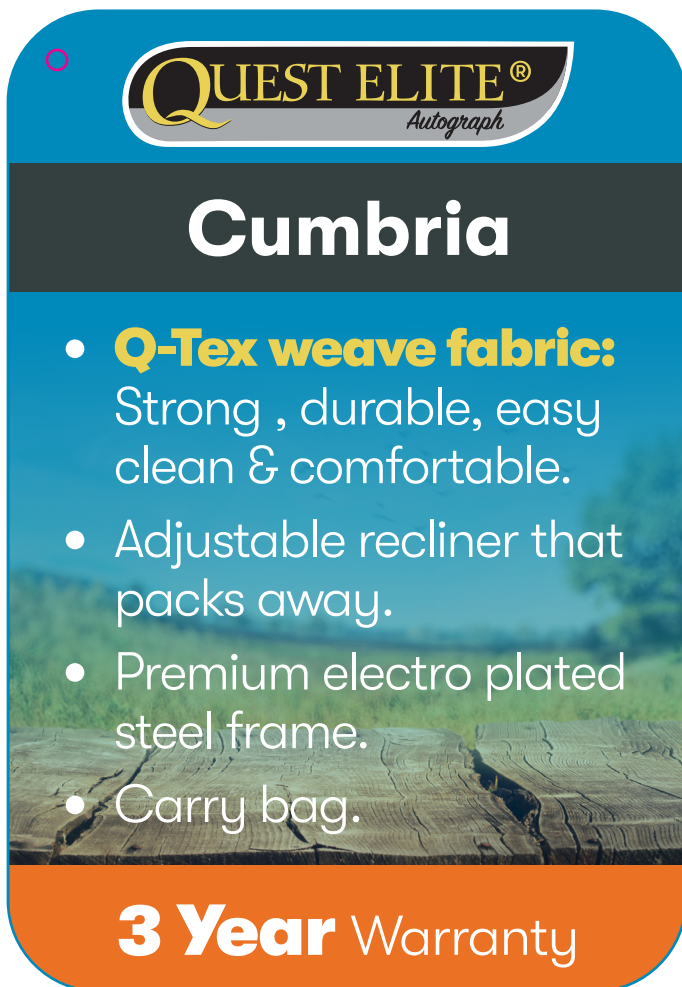 QUEST ELITE®
Autograph
Cumbria
• Q-Tex weave fabric:
Strong , durable, easy
clean & comfortable.
• Adjustable recliner that
packs away.
• Premium electro plated
steel frame.
• Carry bag.
3 Year Warranty